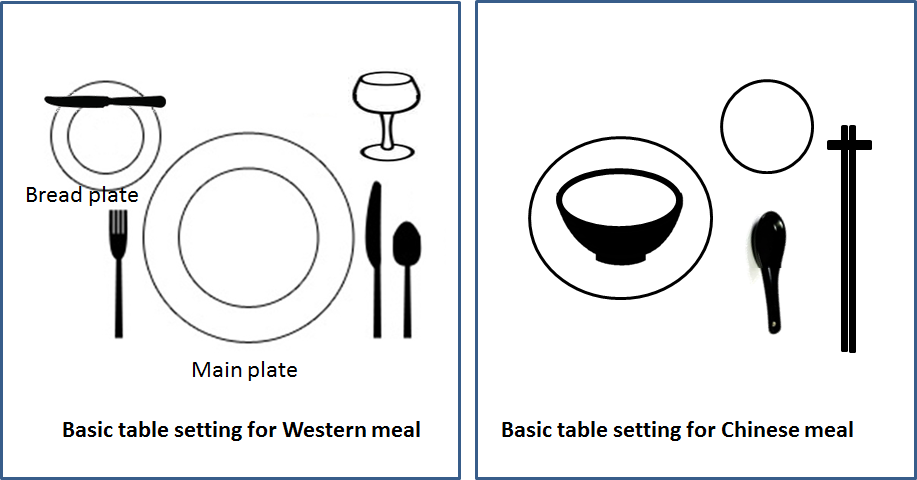 Bread plate
Main plate
Basic table setting for Western meal
Basic table setting for Chinese meal